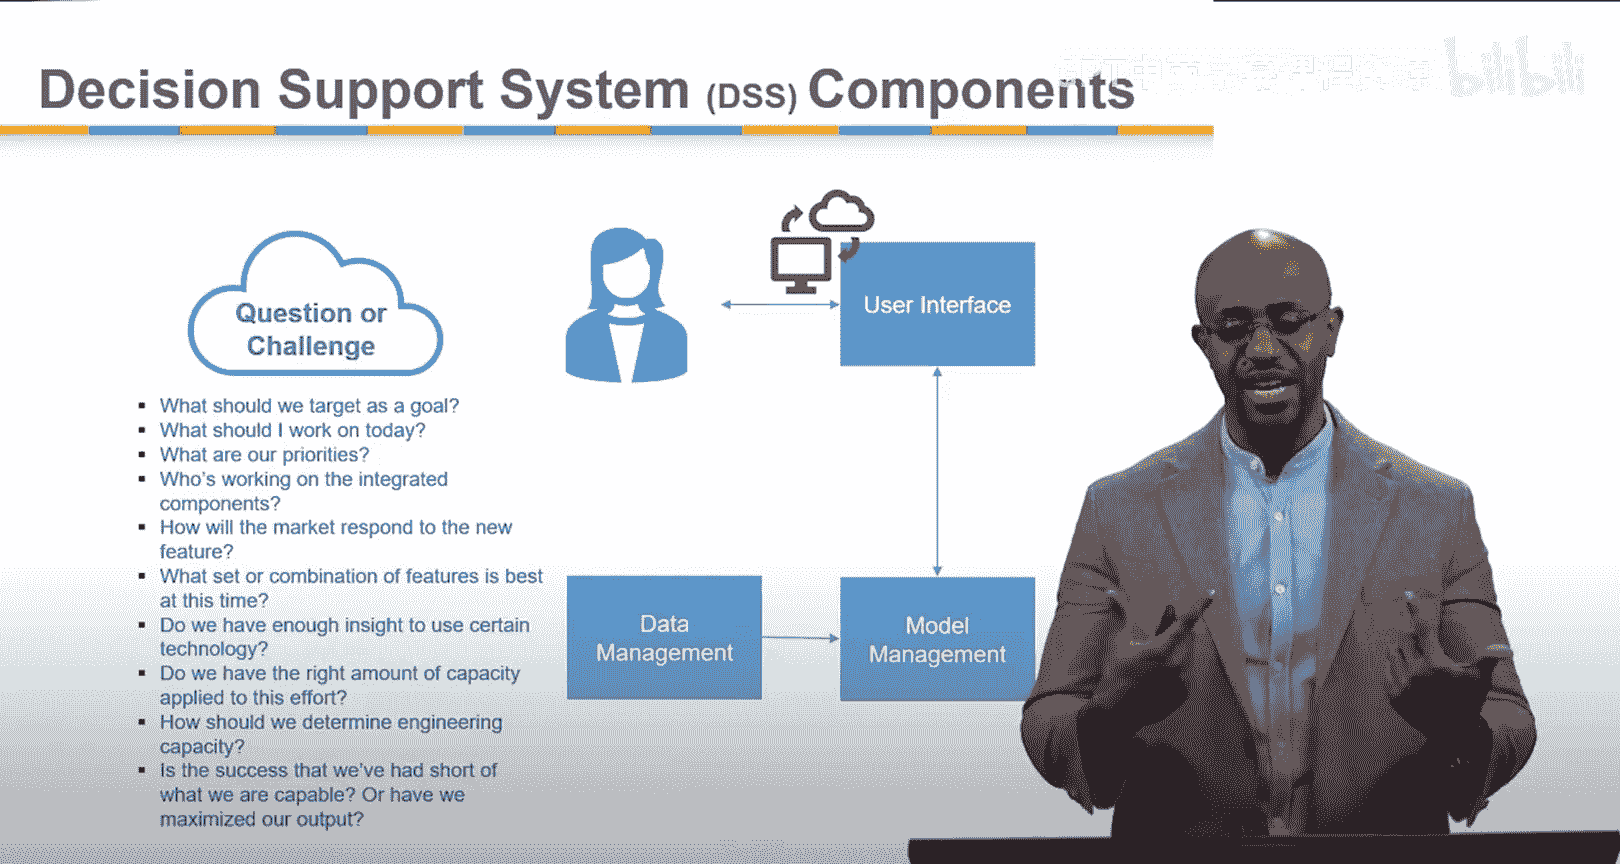 Decision Support System (DSS) Components
bilibili
Question or
Challenge
▪ What should we target as a goal?
▪ What should I work on today?
▪ What are our priorities?
▪ Who's working on the integrated
components?
▪ How will the market respond to the new
feature?
▪ What set or combination of features is best
at this time?
▪ Do we have enough insight to use certain
technology?
▪ Do we have the right amount of capacity
applied to this effort?
▪ How should we determine engineering
capacity?
▪ Is the success that we've had short of
what we are capable? Or have we
maximized our output?
User Interface
Data
Management
Model
Management